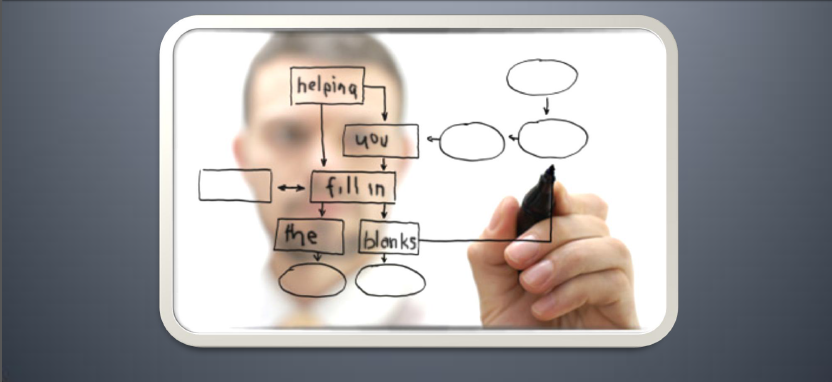 helping
you
fill in
the
blanks